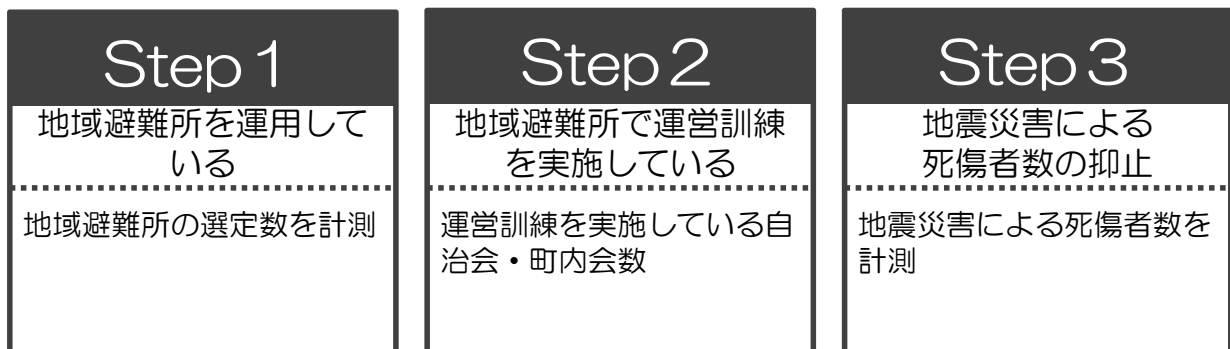 Step1
地域避難所を運用して
いる
地域避難所の選定数を計測
Step2
地域避難所で運営訓練
を実施している
運営訓練を実施している自
治会・町内会数
Step3
地震災害による
死傷者数の抑止
地震災害による死傷者数を
計測